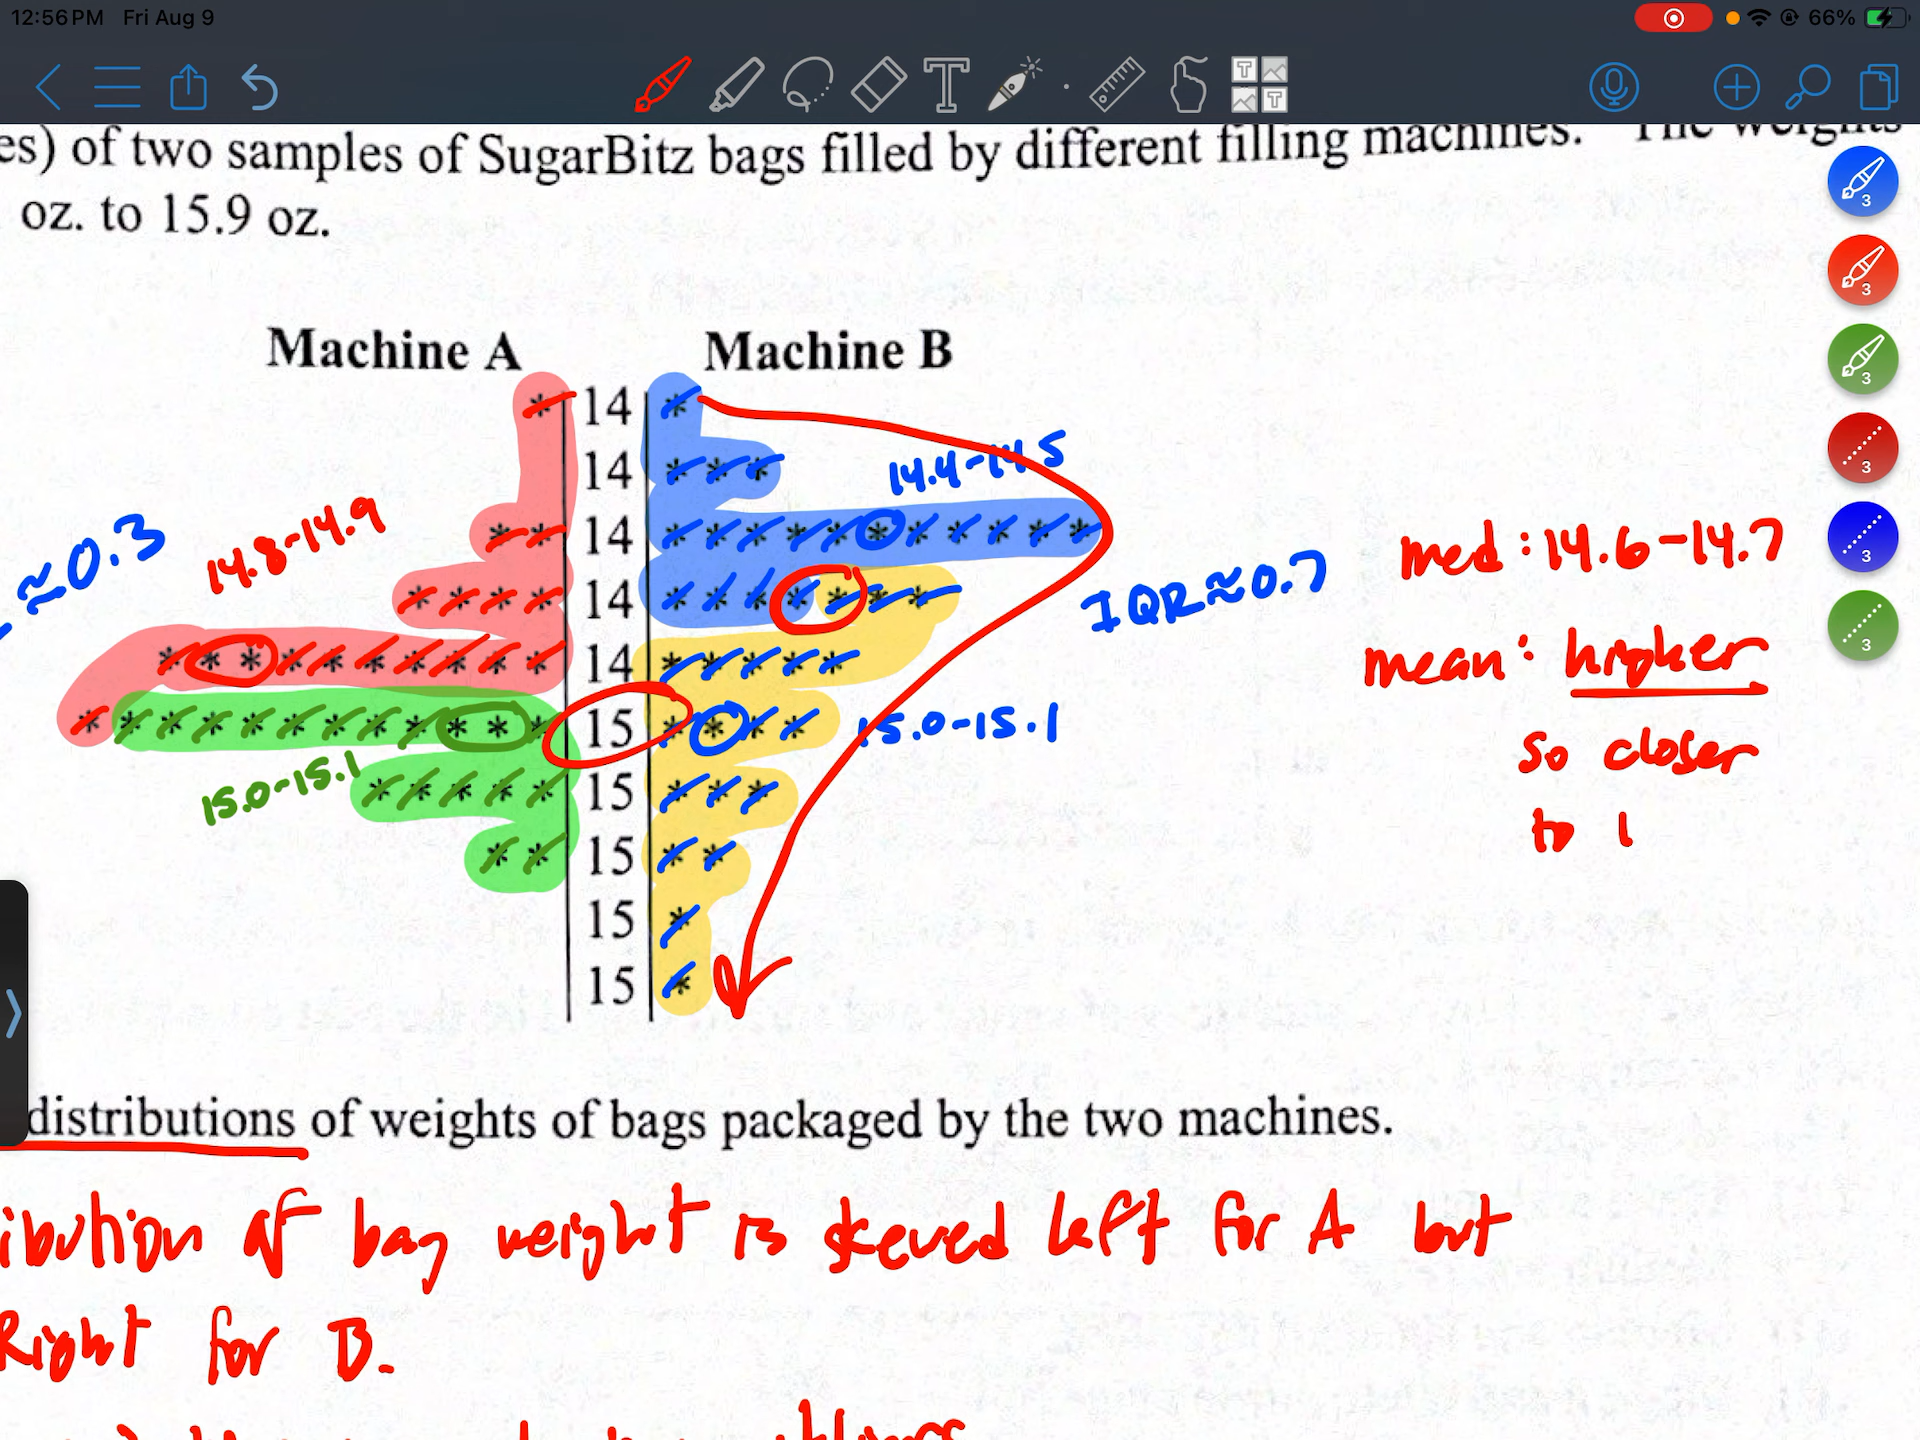 12:56 PM Fri Aug 9
66%
es) of two samples of SugarBitz bags filled by different filling machines. The weights
oz. to 15.9 oz.
Machine A
Machine B
* 14 *
14 * * *
14.4-14.5
* * 14 * * * * * * * * * * *
14.8-14.9
≈0.3
* * * * 14 * * * * * * *
IQR≈0.7
med: 14.6-14.7
* * * * * * * * * * 14 * * * * *
mean: higher
* * * * * * * * * * * * 15 * * * *
15.0-15.1
so closer
15.0-15.1
* * * * * 15 * * *
to 1
* * 15 * *
15 *
15 *
distributions of weights of bags packaged by the two machines.
ibution of bag weight is skewed left for A but
Right for B.